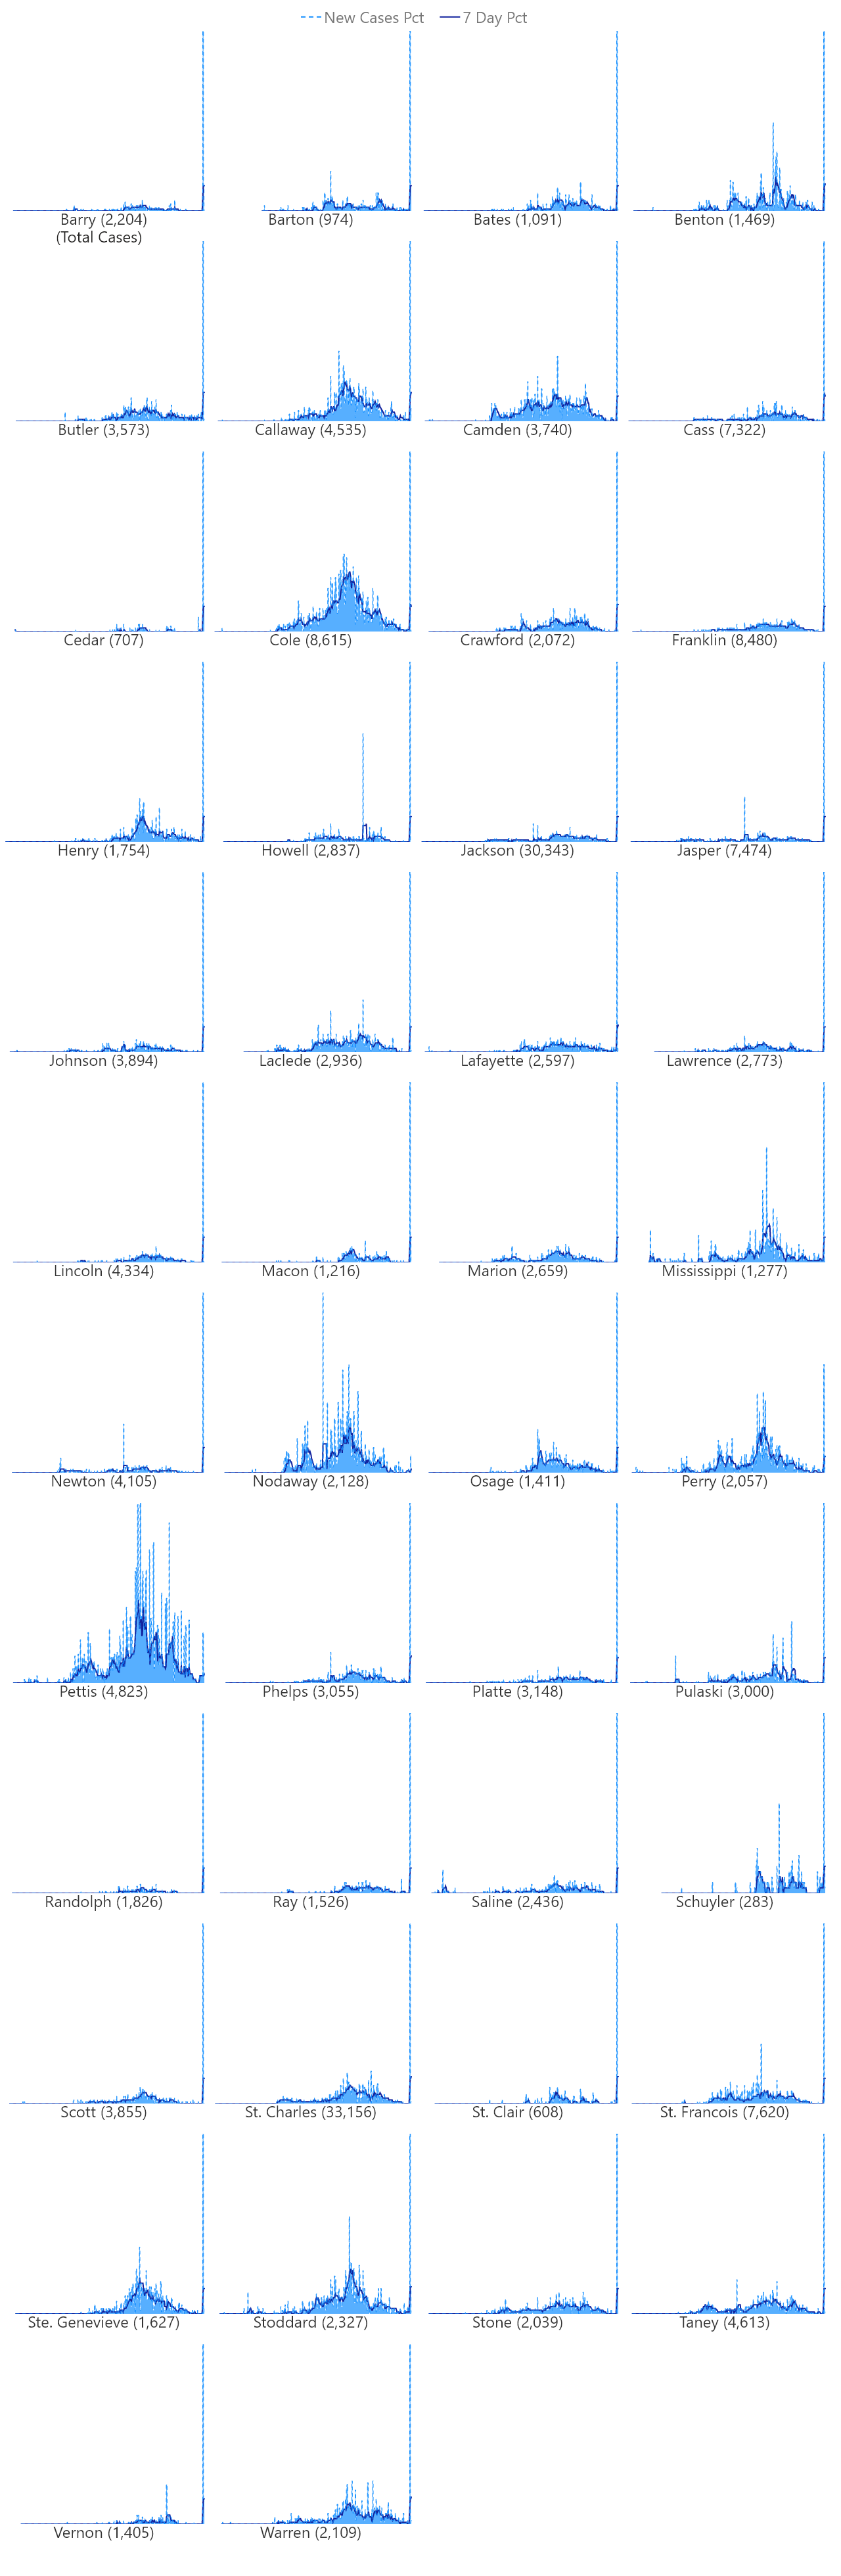 New Cases Pct 7 Day Pct
Barry (2,204) Barton (974) Bates (1,091) Benton (1,469)
(Total Cases)
Butler (3,573) Callaway (4,535) Camden (3,740) Cass (7,322)
Cedar (707) Cole (8,615) Crawford (2,072) Franklin (8,480)
Henry (1,754) Howell (2,837) Jackson (30,343) Jasper (7,474)
Johnson (3,894) Laclede (2,936) Lafayette (2,597) Lawrence (2,773)
Lincoln (4,334) Macon (1,216) Marion (2,659) Mississippi (1,277)
Newton (4,105) Nodaway (2,128) Osage (1,411) Perry (2,057)
Pettis (4,823) Phelps (3,055) Platte (3,148) Pulaski (3,000)
Randolph (1,826) Ray (1,526) Saline (2,436) Schuyler (283)
Scott (3,855) St. Charles (33,156) St. Clair (608) St. Francois (7,620)
Ste. Genevieve (1,627) Stoddard (2,327) Stone (2,039) Taney (4,613)
Vernon (1,405) Warren (2,109)